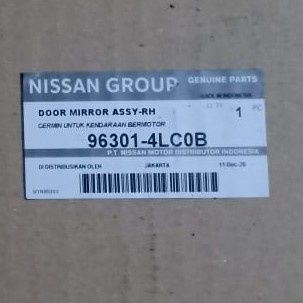 NISSAN GROUP GENUINE PARTS
MADE IN INDONESIA
DOOR MIRROR ASSY-RH 1 PC
CERMIN UNTUK KENDARAAN BERMOTOR
96301-4LC0B
P.T. NISSAN MOTOR DISTRIBUTOR INDONESIA
DI DISTRIBUSIKAN OLEH JAKARTA 11-Dec-20